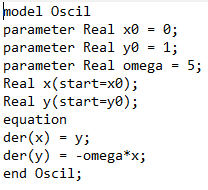 model Oscil
parameter Real x0 = 0;
parameter Real y0 = 1;
parameter Real omega = 5;
Real x(start=x0);
Real y(start=y0);
equation
der(x) = y;
der(y) = -omega*x;
end Oscil;